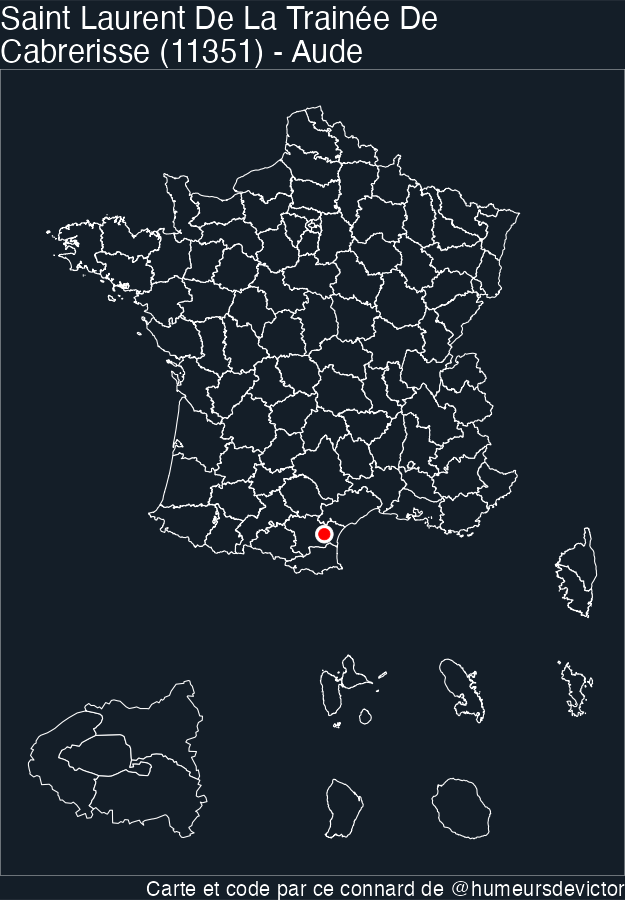 Saint Laurent De La Trainée De
Cabrerisse (11351) - Aude
Carte et code par ce connard de @humeursdevictor